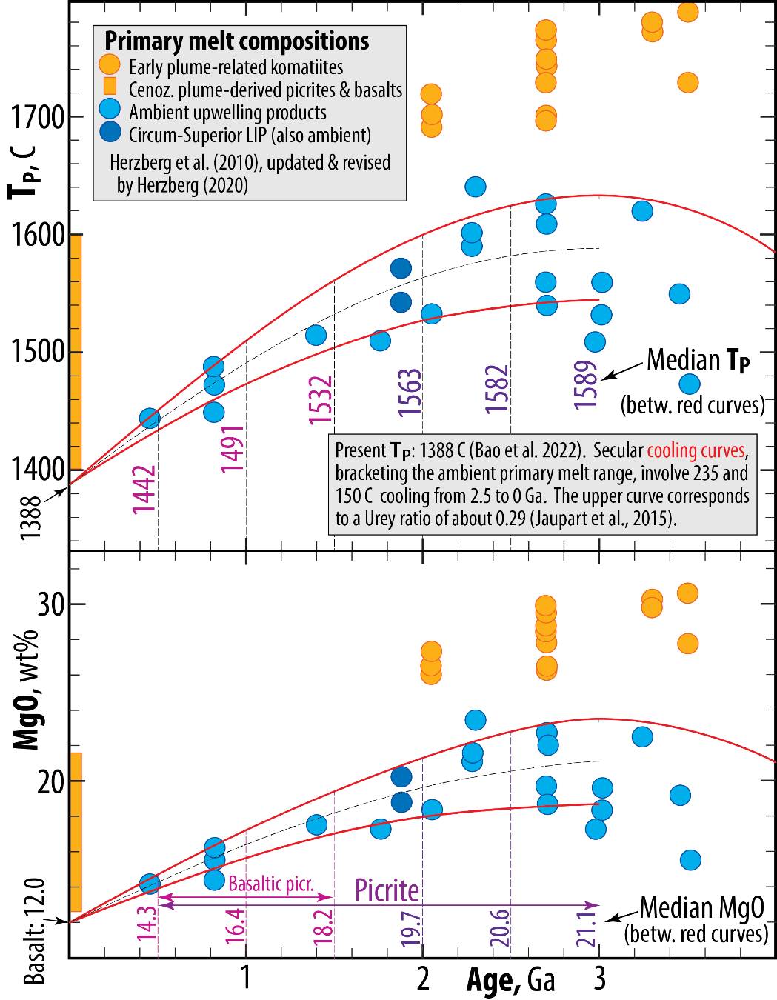 Primary melt compositions
Early plume-related komatiites
Cenoz. plume-derived picrites & basalts
Ambient upwelling products
Circum-Superior LIP (also ambient)
Herzberg et al. (2010), updated & revised
by Herzberg (2020)
TP, C
1700
1600
1500
1400
1388
1442
1491
1532
1563
1582
1589
Median TP
(betw. red curves)
Present TP: 1388 C (Bao et al. 2022). Secular cooling curves,
bracketing the ambient primary melt range, involve 235 and
150 C cooling from 2.5 to 0 Ga. The upper curve corresponds
to a Urey ratio of about 0.29 (Jaupart et al., 2015).
MgO, wt%
30
20
Basalt: 12.0
Basaltic picr.
Picrite
14.3
16.4
18.2
19.7
20.6
21.1
Median MgO
(betw. red curves)
1
2
Age, Ga
3